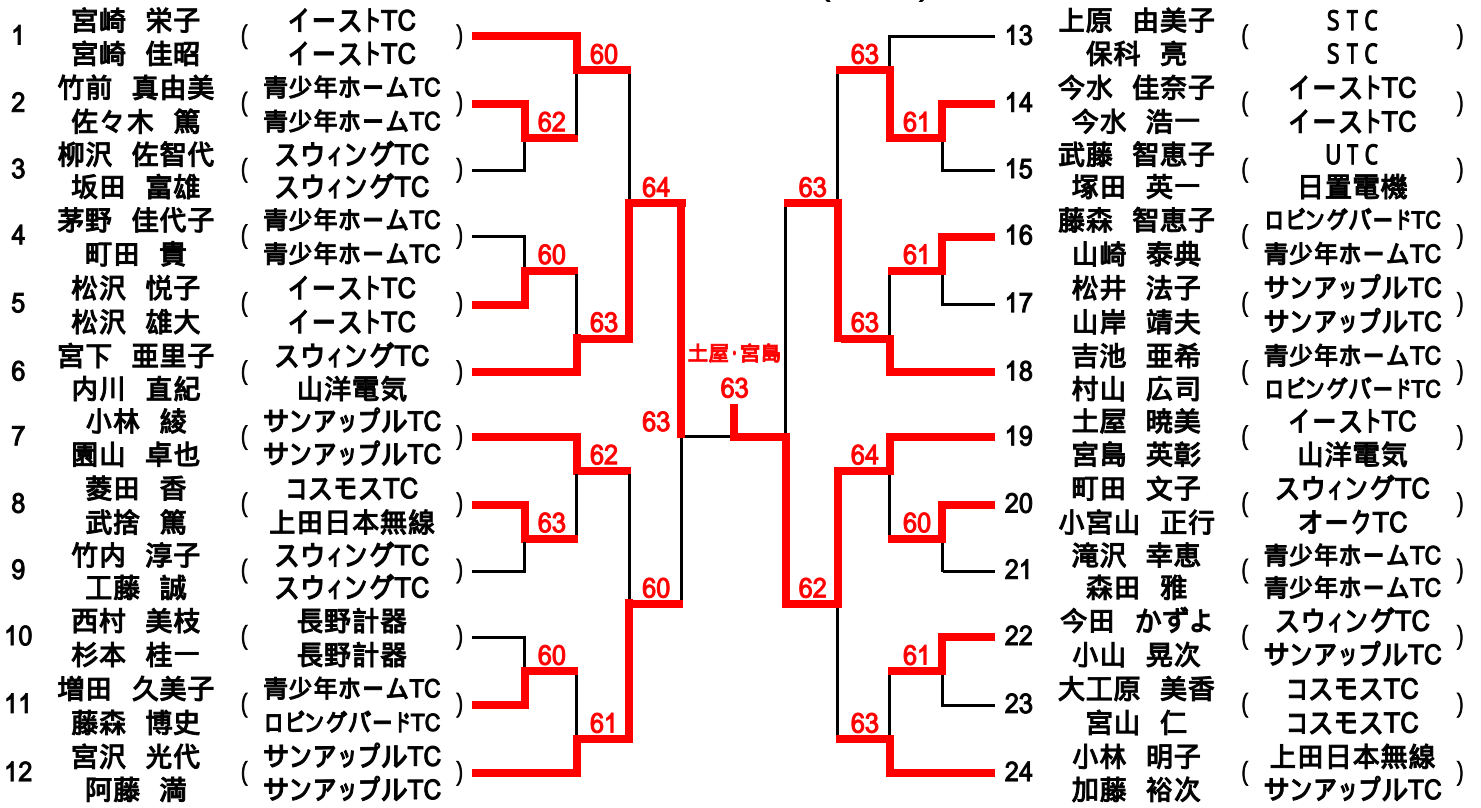 1 宮崎 栄子 ( イーストTC )
宮崎 佳昭 イーストTC
2 竹前 真由美 ( 青少年ホームTC )
佐々木 篤 青少年ホームTC
3 柳沢 佐智代 ( スウィングTC )
坂田 富雄 スウィングTC
4 茅野 佳代子 ( 青少年ホームTC )
町田 貴 青少年ホームTC
5 松沢 悦子 ( イーストTC )
松沢 雄大 イーストTC
6 宮下 亜里子 ( スウィングTC )
内川 直紀 山洋電気
7 小林 綾 ( サンアップルTC )
園山 卓也 サンアップルTC
8 菱田 香 ( コスモスTC )
武捨 篤 上田日本無線
9 竹内 淳子 ( スウィングTC )
工藤 誠 スウィングTC
10 西村 美枝 ( 長野計器 )
杉本 桂一 長野計器
11 増田 久美子 ( 青少年ホームTC )
藤森 博史 ロビングバードTC
12 宮沢 光代 ( サンアップルTC )
阿藤 満 サンアップルTC
60
62
64
60
63
63
62
63
60
60
61
土屋・宮島
63
63
61
63
61
63
64
60
62
61
63
13 上原 由美子 ( STC )
保科 亮 STC
14 今水 佳奈子 ( イーストTC )
今水 浩一 イーストTC
15 武藤 智恵子 ( UTC )
塚田 英一 日置電機
16 藤森 智恵子 ( ロビングバードTC )
山崎 泰典 青少年ホームTC
17 松井 法子 ( サンアップルTC )
山岸 靖夫 サンアップルTC
18 吉池 亜希 ( 青少年ホームTC )
村山 広司 ロビングバードTC
19 土屋 暁美 ( イーストTC )
宮島 英彰 山洋電気
20 町田 文子 ( スウィングTC )
小宮山 正行 オークTC
21 滝沢 幸恵 ( 青少年ホームTC )
森田 雅 青少年ホームTC
22 今田 かずよ ( スウィングTC )
小山 晃次 サンアップルTC
23 大工原 美香 ( コスモスTC )
宮山 仁 コスモスTC
24 小林 明子 ( 上田日本無線 )
加藤 裕次 サンアップルTC